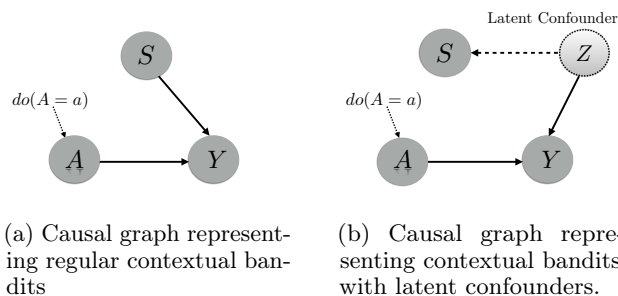 Latent Confounder
S
S
Z
do(A = a)
do(A = a)
A
Y
A
Y
(a) Causal graph represent-
ing regular contextual ban-
dits
(b) Causal graph repre-
senting contextual bandits
with latent confounders.